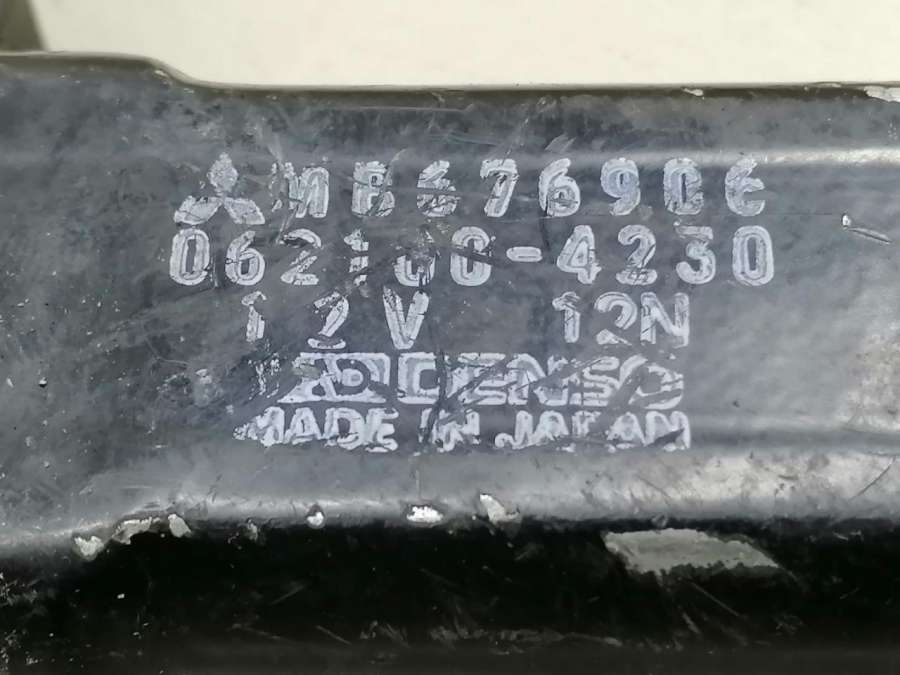 MB676906
062100-4230
12V 12N
DENSO
MADE IN JAPAN